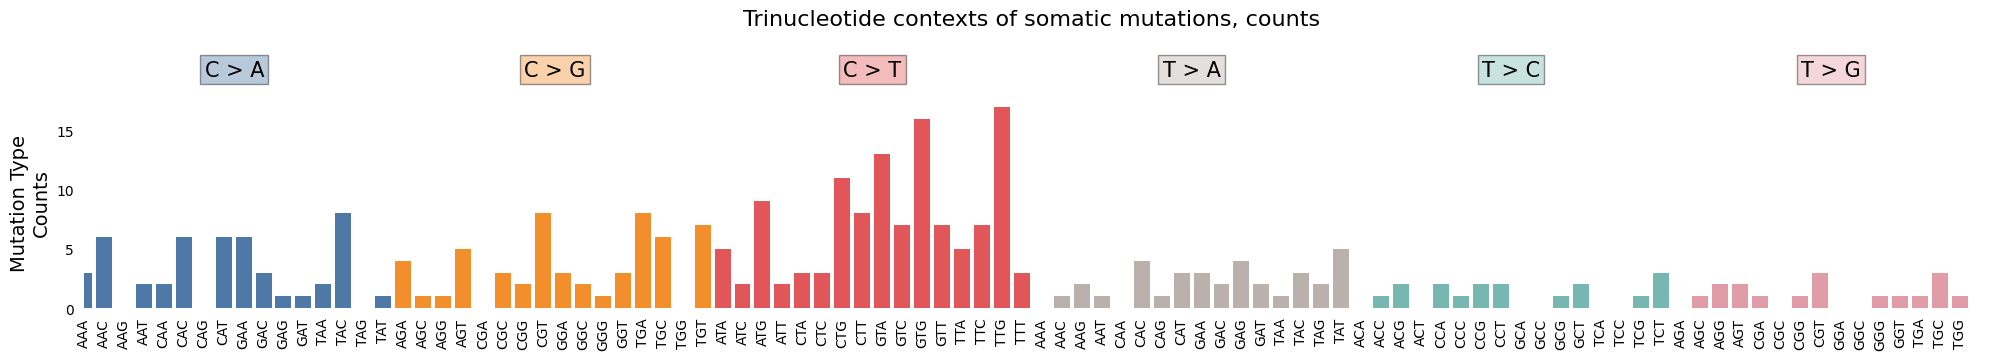 Trinucleotide contexts of somatic mutations, counts
C > A
C > G
C > T
T > A
T > C
T > G
Mutation Type
Counts
15
10
5
0
AAA AAC AAG AAT CAA CAC CAG CAT GAA GAC GAG GAT TAA TAC TAG TAT AGA AGC AGG AGT CGA CGC CGG CGT GGA GGC GGG GGT TGA TGC TGG TGT ATA ATC ATG ATT CTA CTC CTG CTT GTA GTC GTG GTT TTA TTC TTG TTT AAA AAC AAG AAT CAA CAC CAG CAT GAA GAC GAG GAT TAA TAC TAG TAT ACA ACC ACG ACT CCA CCC CCG CCT GCA GCC GCG GCT TCA TCC TCG TCT AGA AGC AGG AGT CGA CGC CGG CGT GGA GGC GGG GGT TGA TGC TGG